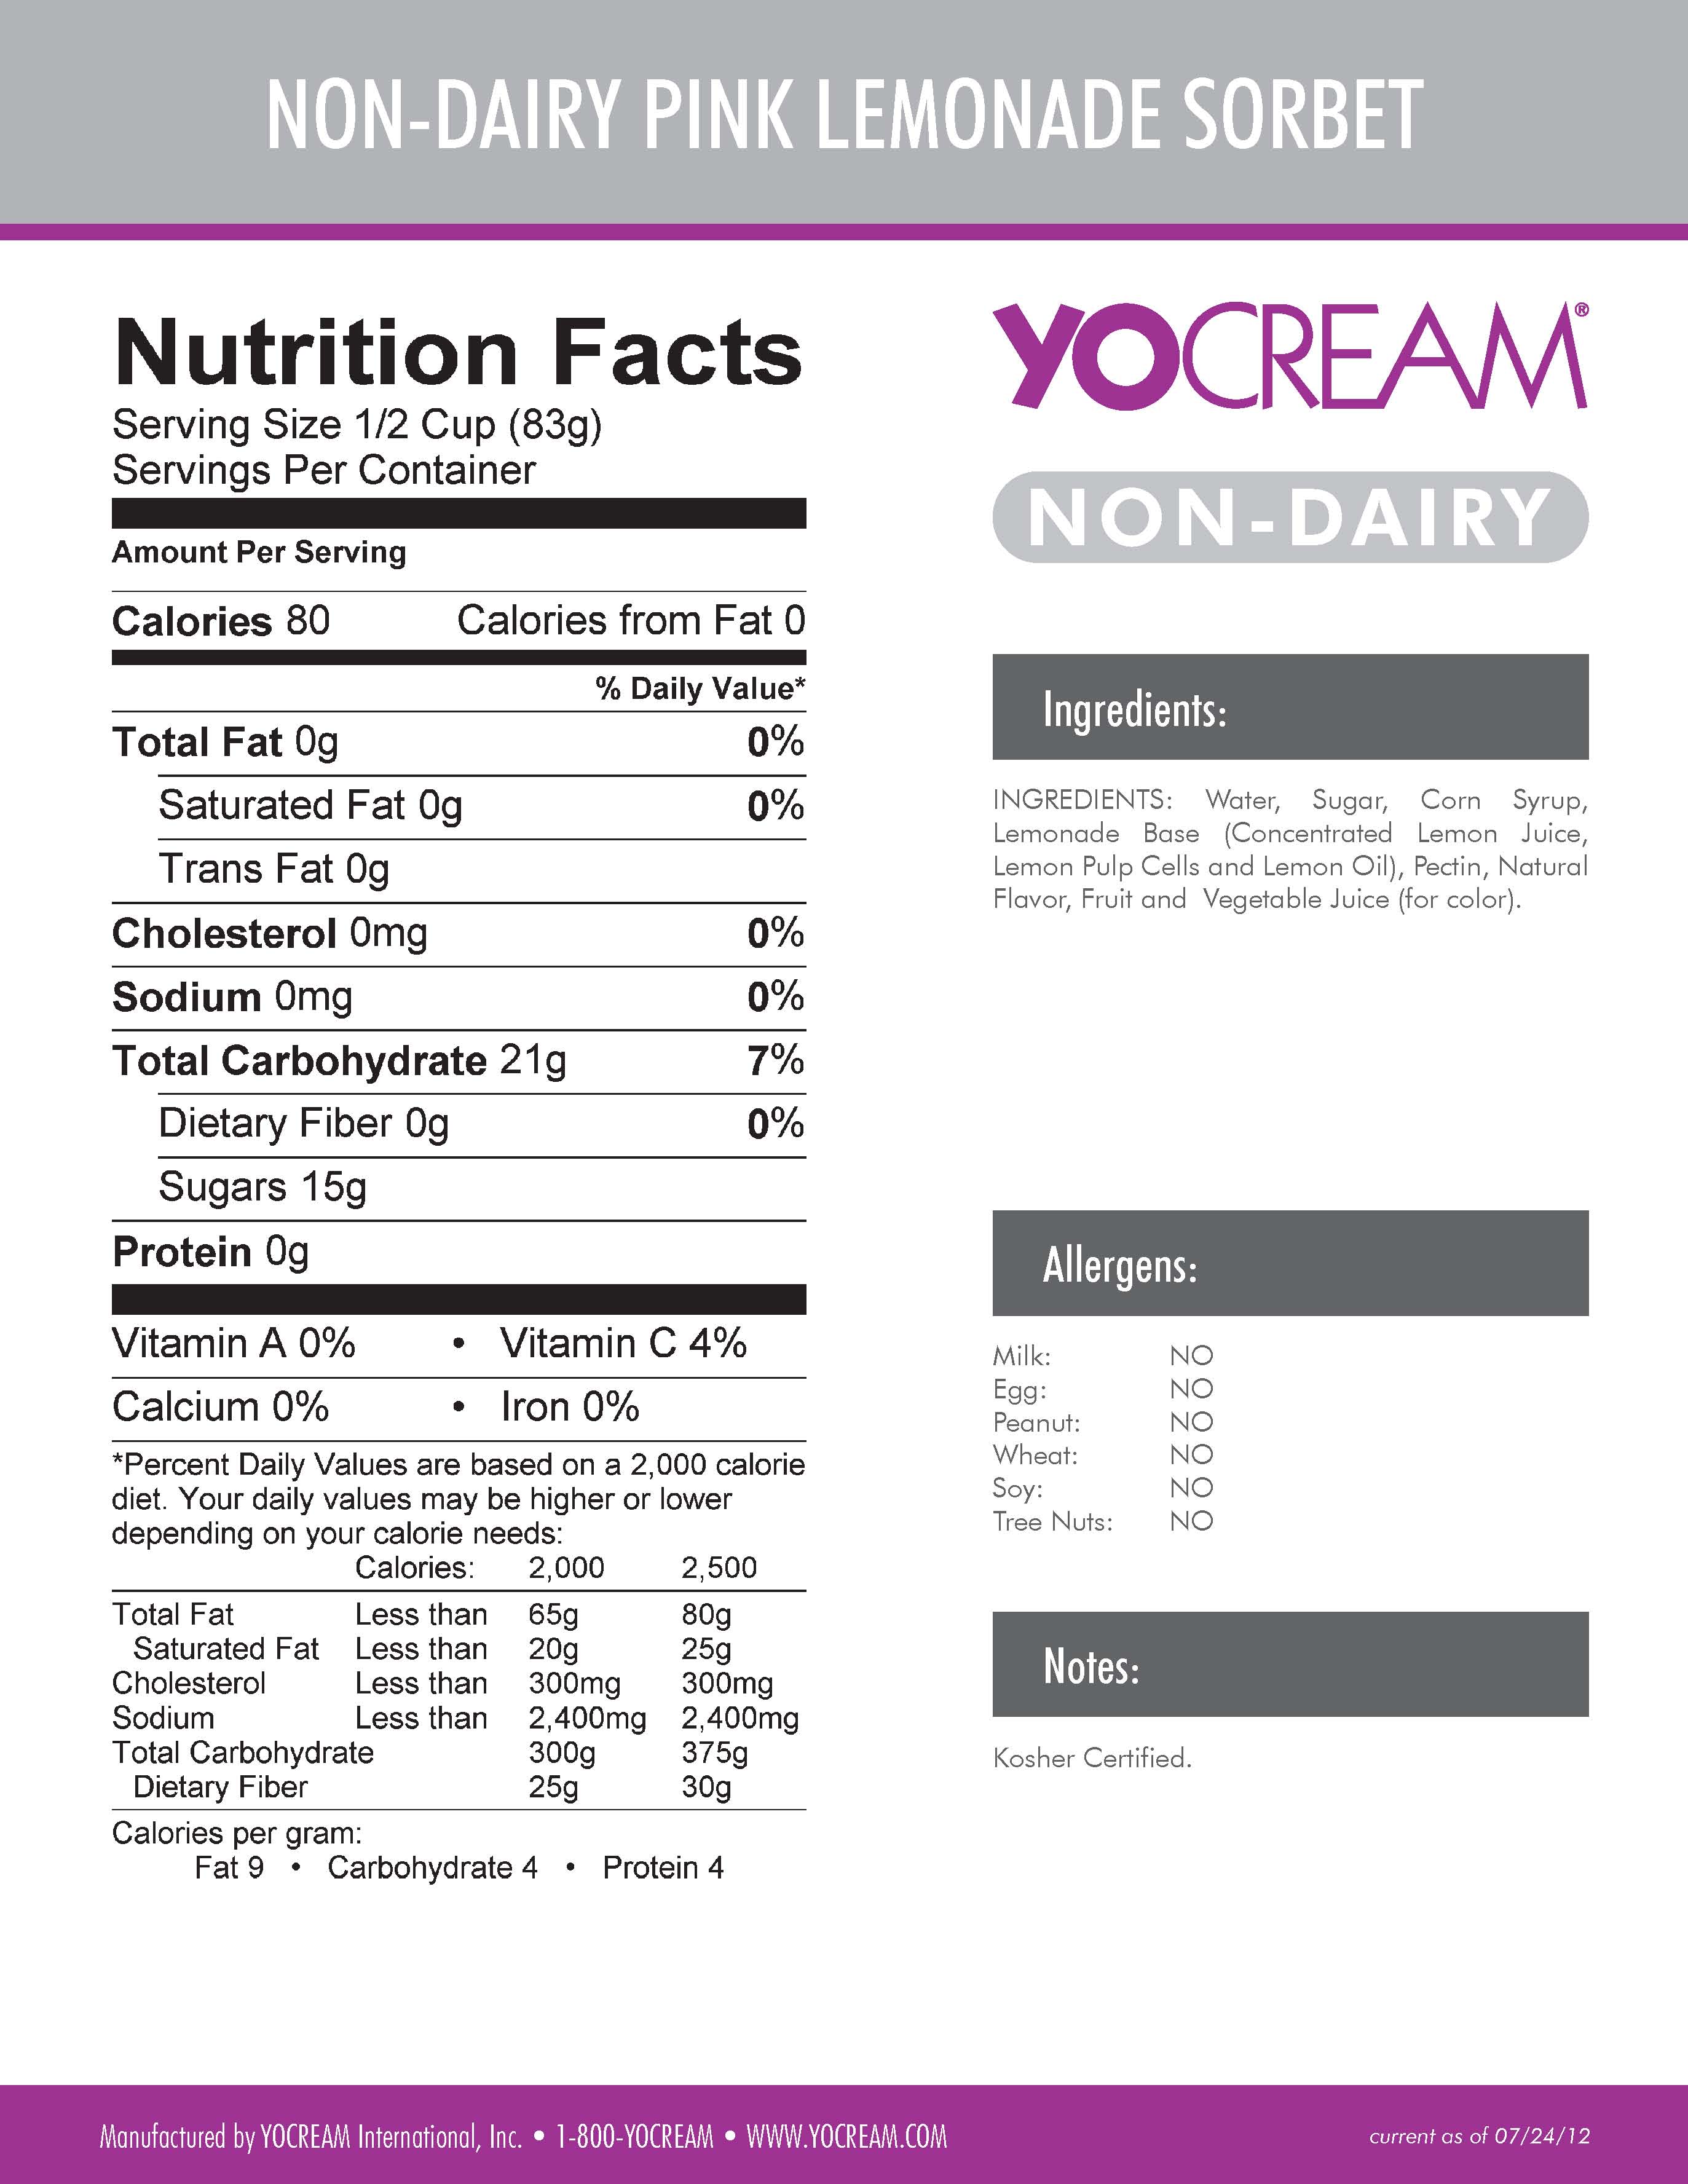 NON-DAIRY PINK LEMONADE SORBET
Nutrition Facts
Serving Size 1/2 Cup (83g)
Servings Per Container
Amount Per Serving
Calories 80 Calories from Fat 0
% Daily Value*
Total Fat 0g 0%
Saturated Fat 0g 0%
Trans Fat 0g
Cholesterol 0mg 0%
Sodium 0mg 0%
Total Carbohydrate 21g 7%
Dietary Fiber 0g 0%
Sugars 15g
Protein 0g
Vitamin A 0% • Vitamin C 4%
Calcium 0% • Iron 0%
*Percent Daily Values are based on a 2,000 calorie
diet. Your daily values may be higher or lower
depending on your calorie needs:
Calories: 2,000 2,500
Total Fat Less than 65g 80g
Saturated Fat Less than 20g 25g
Cholesterol Less than 300mg 300mg
Sodium Less than 2,400mg 2,400mg
Total Carbohydrate 300g 375g
Dietary Fiber 25g 30g
Calories per gram:
Fat 9 • Carbohydrate 4 • Protein 4
YOCREAM®
NON-DAIRY
Ingredients:
INGREDIENTS: Water, Sugar, Corn Syrup,
Lemonade Base (Concentrated Lemon Juice,
Lemon Pulp Cells and Lemon Oil), Pectin, Natural
Flavor, Fruit and Vegetable Juice (for color).
Allergens:
Milk: NO
Egg: NO
Peanut: NO
Wheat: NO
Soy: NO
Tree Nuts: NO
Notes:
Kosher Certified.
Manufactured by YOCREAM International, Inc. • 1-800-YOCREAM • WWW.YOCREAM.COM
current as of 07/24/12